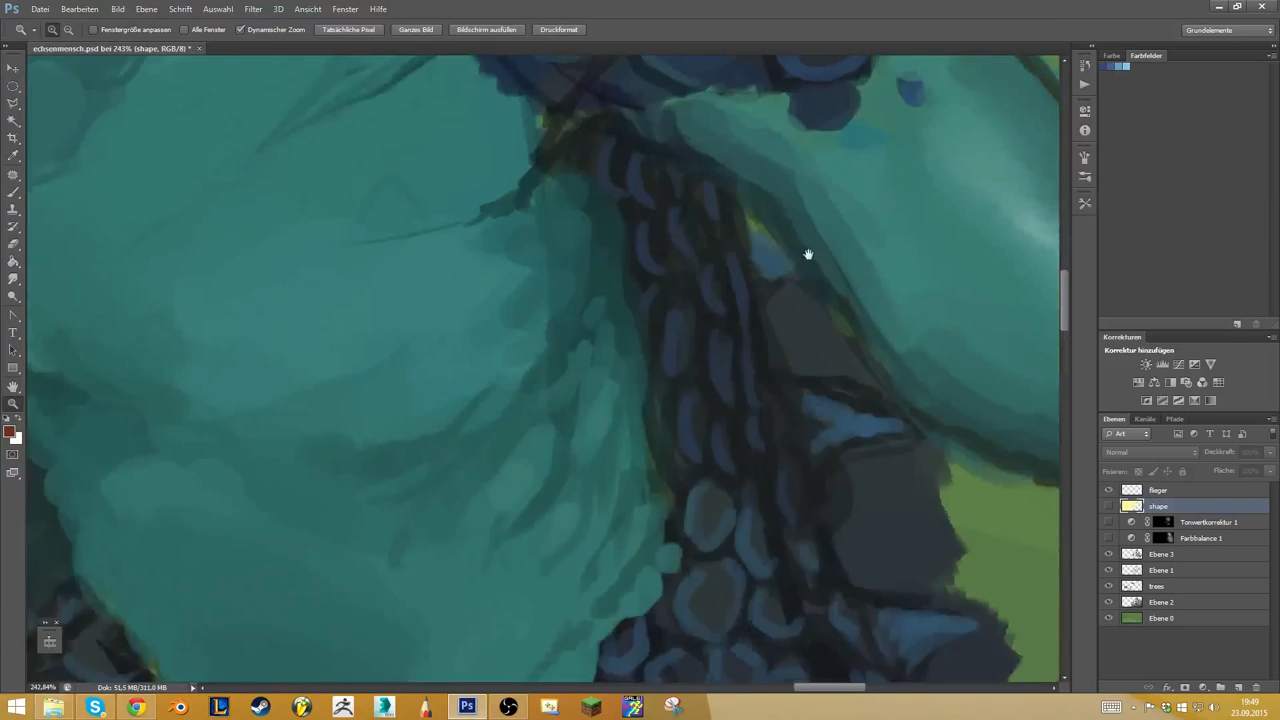 Ps Datei Bearbeiten Bild Ebene Schrift Auswahl Filter 3D Ansicht Fenster Hilfe
Fenstergröße anpassen Alle Fenster Dynamischer Zoom Tatsächliche Pixel Ganzes Bild Bildschirm ausfüllen Druckformat Grundelemente
echsenmensch.psd bei 243% (shape, RGB/8) * ×
Farbe Farbfelder
Korrekturen
Korrektur hinzufügen
Ebenen Kanäle Pfade
Art
Normal Deckkraft: 100%
Fixieren: Fläche: 100%
flieger
shape
Tonwertkorrektur 1
Farbbalance 1
Ebene 3
Ebene 1
trees
Ebene 2
Ebene 0
242,84% Dok: 51,5 MB/311,0 MB
19:49
23.09.2015